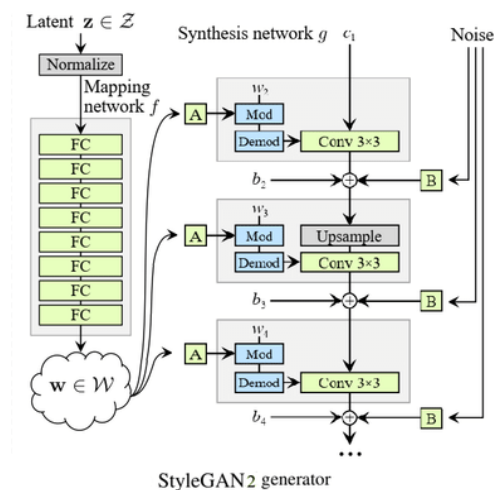 Latent z ∈ Z
Normalize
Mapping
network f
FC
FC
FC
FC
FC
FC
FC
FC
w ∈ W
Synthesis network g
c₁
Noise
A
w₂
Mod
Demod
Conv 3×3
b₂
B
A
w₃
Mod
Demod
Upsample
Conv 3×3
b₃
B
A
w₄
Mod
Demod
Conv 3×3
b₄
B
...
StyleGAN2 generator